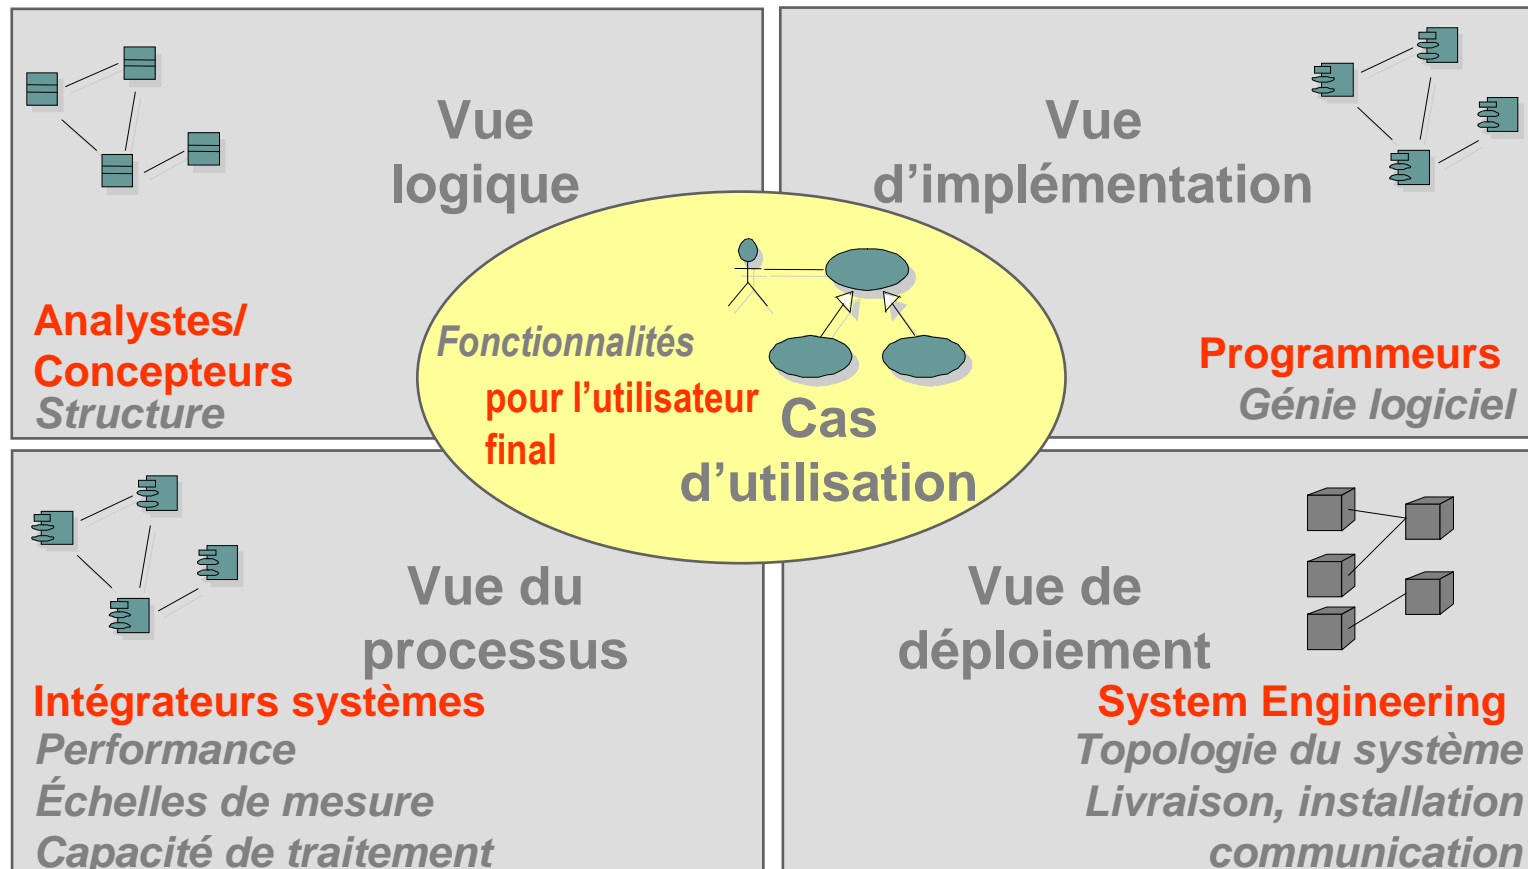 Vue
logique
Analystes/
Concepteurs
Structure
Vue
d’implémentation
Programmeurs
Génie logiciel
Fonctionnalités
pour l’utilisateur
final
Cas
d’utilisation
Vue du
processus
Intégrateurs systèmes
Performance
Échelles de mesure
Capacité de traitement
Vue de
déploiement
System Engineering
Topologie du système
Livraison, installation
communication